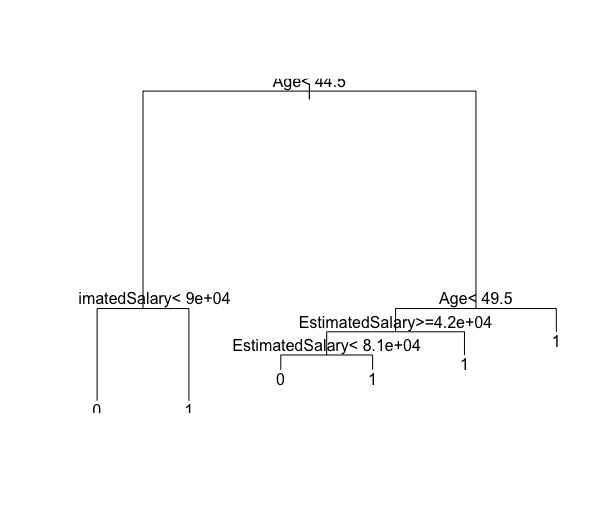 Age< 44.5
imatedSalary< 9e+04
Age< 49.5
EstimatedSalary>=4.2e+04
EstimatedSalary< 8.1e+04
1
1
0
1
0
1